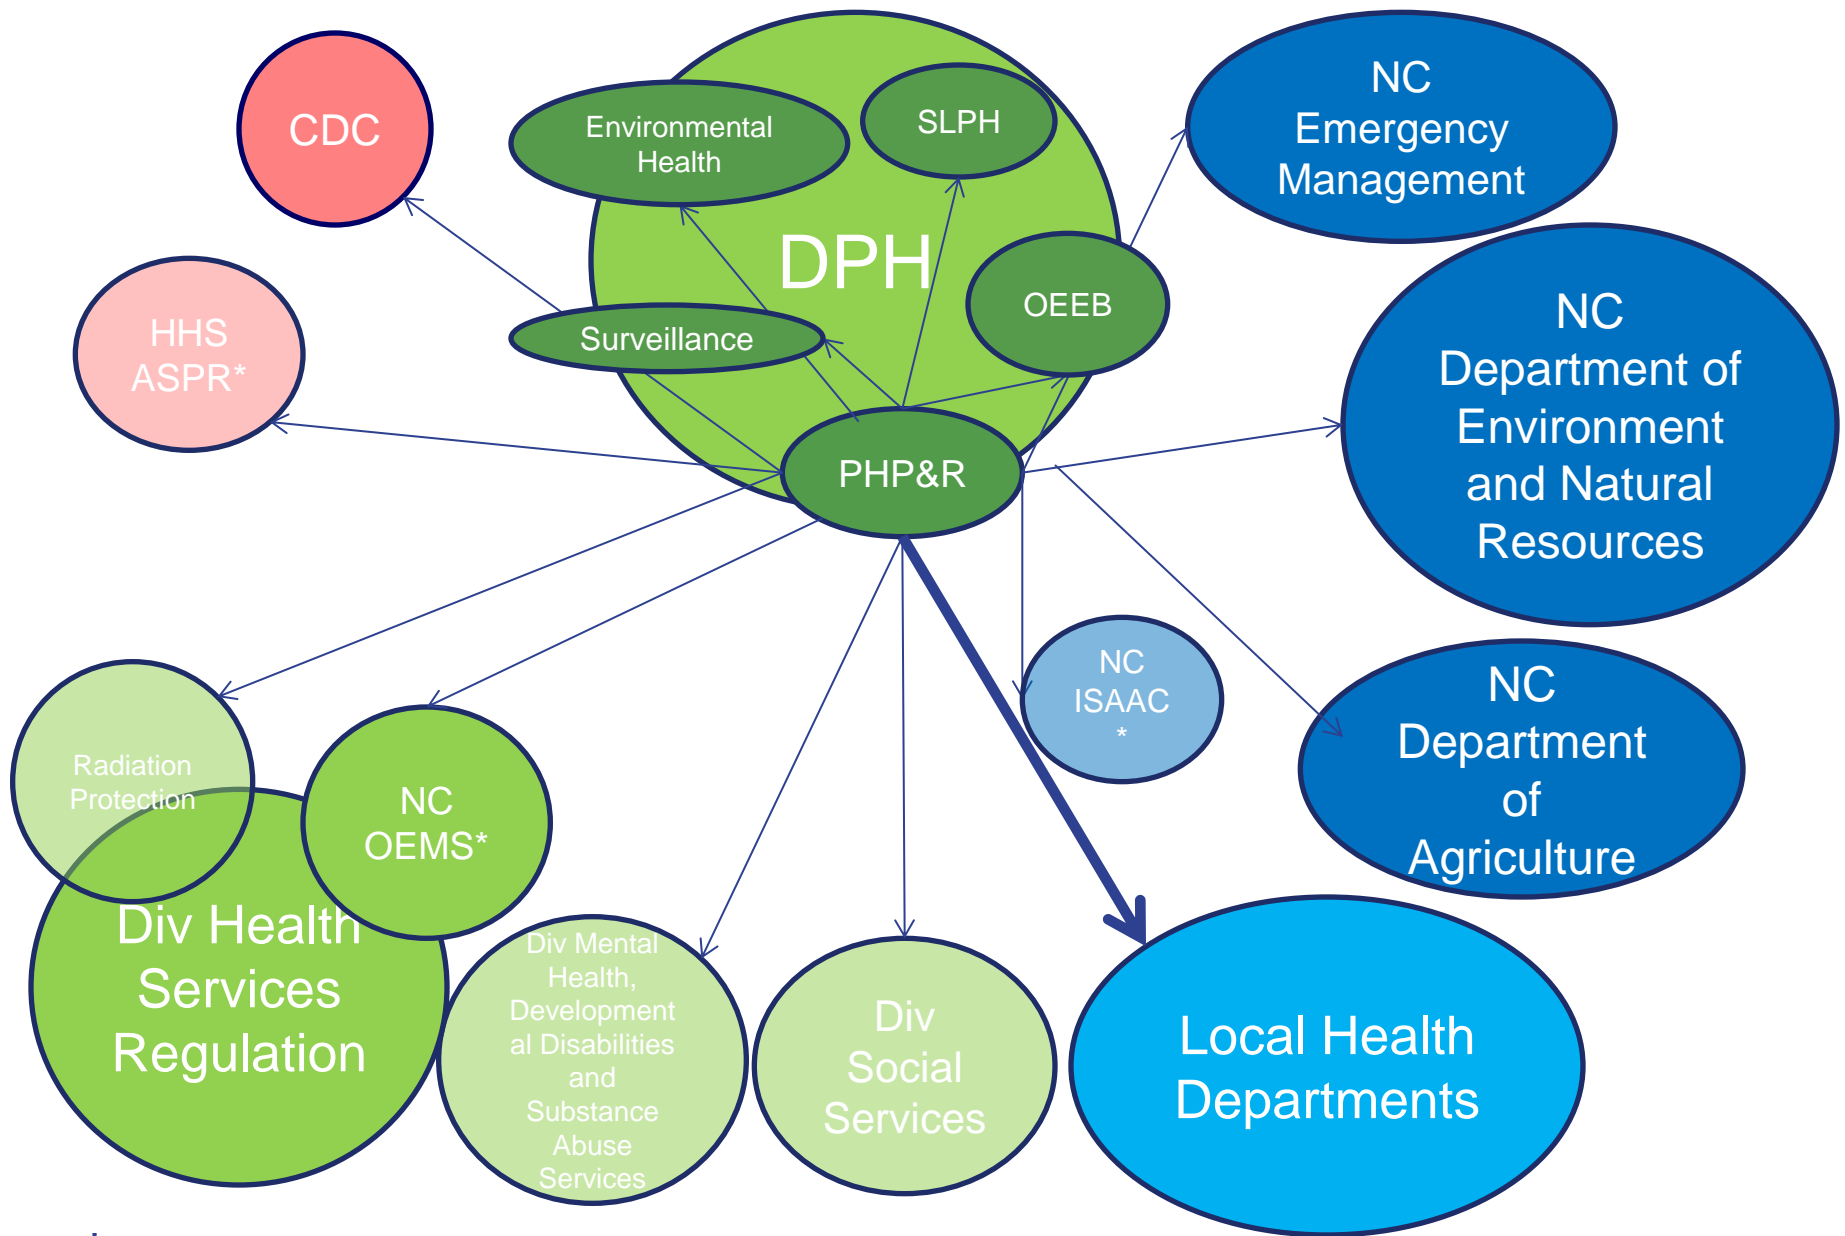 CDC
Environmental
Health
SLPH
NC
Emergency
Management
DPH
OEEB
HHS
ASPR*
Surveillance
NC
Department of
Environment
and Natural
Resources
PHP&R
NC
ISAAC
*
NC
Department
of
Agriculture
Radiation
Protection
NC
OEMS*
Div Health
Services
Regulation
Div Mental
Health,
Development
al Disabilities
and
Substance
Abuse
Services
Div
Social
Services
Local Health
Departments